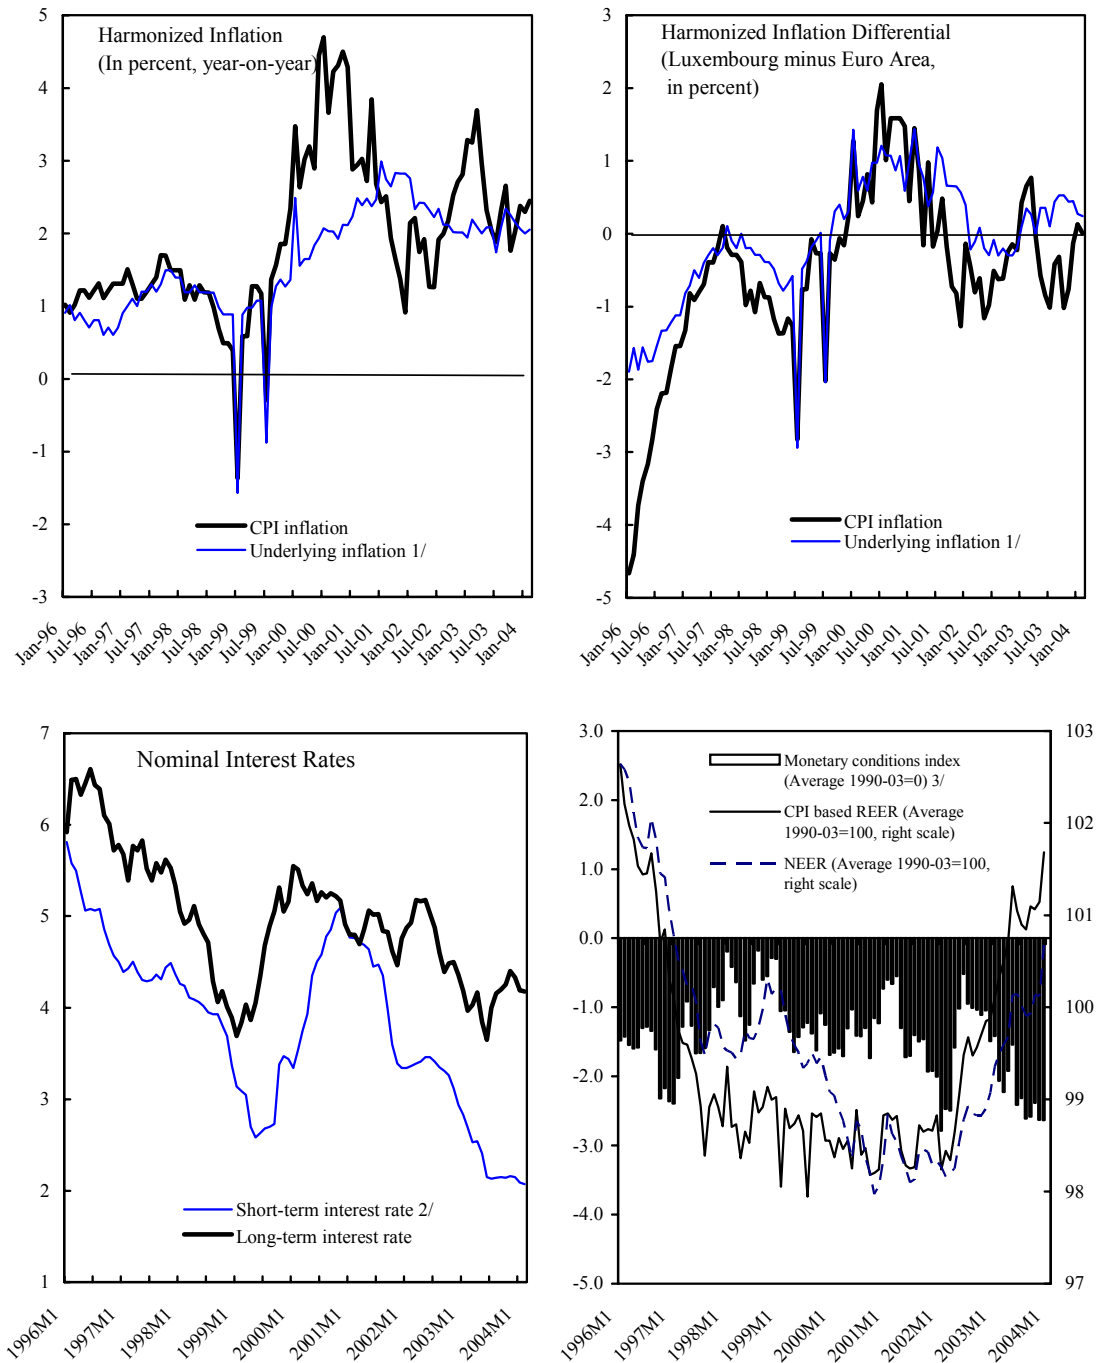 Harmonized Inflation
(In percent, year-on-year)
5
4
3
2
1
0
-1
-2
-3
CPI inflation
Underlying inflation 1/
Jan-96
Jul-96
Jan-97
Jul-97
Jan-98
Jul-98
Jan-99
Jul-99
Jan-00
Jul-00
Jan-01
Jul-01
Jan-02
Jul-02
Jan-03
Jul-03
Jan-04
Harmonized Inflation Differential
(Luxembourg minus Euro Area,
in percent)
3
2
1
0
-1
-2
-3
-4
-5
CPI inflation
Underlying inflation 1/
Jan-96
Jul-96
Jan-97
Jul-97
Jan-98
Jul-98
Jan-99
Jul-99
Jan-00
Jul-00
Jan-01
Jul-01
Jan-02
Jul-02
Jan-03
Jul-03
Jan-04
Nominal Interest Rates
7
6
5
4
3
2
1
Short-term interest rate 2/
Long-term interest rate
1996M1
1997M1
1998M1
1999M1
2000M1
2001M1
2002M1
2003M1
2004M1
3.0
2.0
1.0
0.0
-1.0
-2.0
-3.0
-4.0
-5.0
Monetary conditions index
(Average 1990-03=0) 3/
CPI based REER (Average
1990-03=100, right scale)
NEER (Average 1990-03=100,
right scale)
103
102
101
100
99
98
97
1996M1
1997M1
1998M1
1999M1
2000M1
2001M1
2002M1
2003M1
2004M1